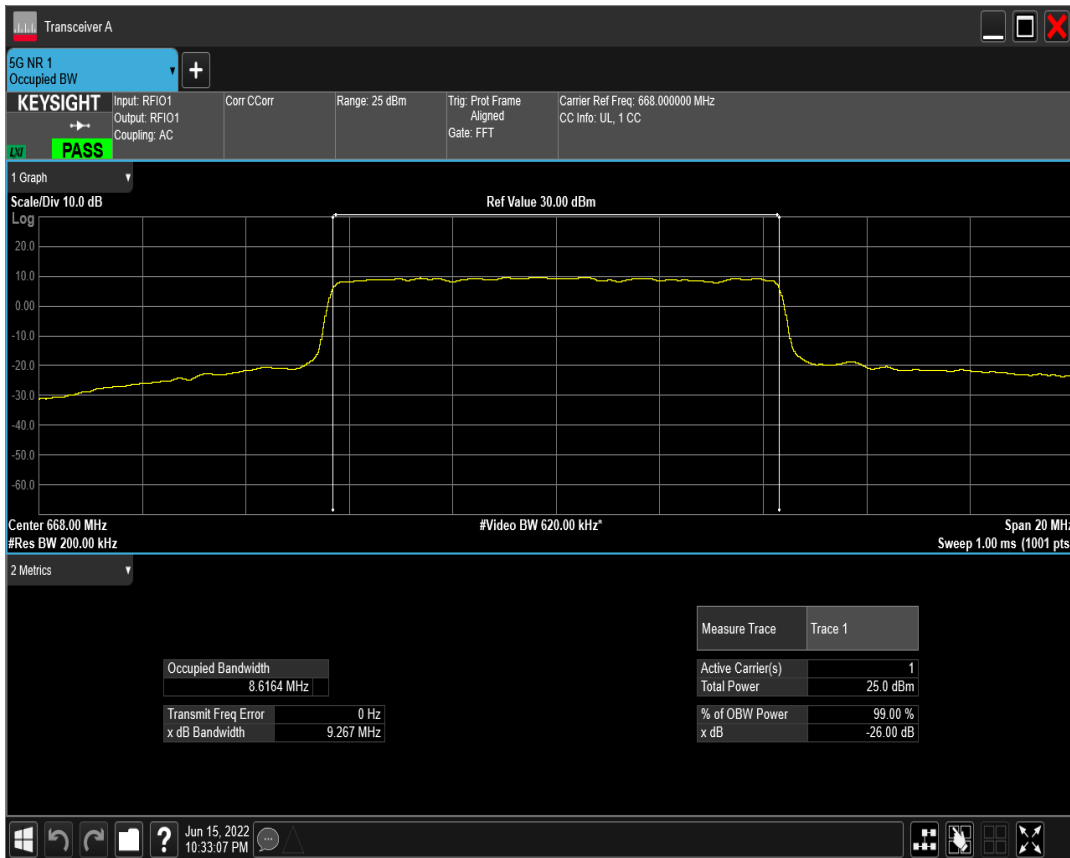 Transceiver A
5G NR 1
Occupied BW
KEYSIGHT
LXI
PASS
Input: RFIO1
Output: RFIO1
Coupling: AC
Corr CCorr
Range: 25 dBm
Trig: Prot Frame
Aligned
Gate: FFT
Carrier Ref Freq: 668.000000 MHz
CC Info: UL, 1 CC
1 Graph
Scale/Div 10.0 dB
Ref Value 30.00 dBm
Log
20.0
10.0
0.00
-10.0
-20.0
-30.0
-40.0
-50.0
-60.0
Center 668.00 MHz
#Video BW 620.00 kHz*
Span 20 MHz
#Res BW 200.00 kHz
Sweep 1.00 ms (1001 pts
2 Metrics
Measure Trace Trace 1
Occupied Bandwidth
8.6164 MHz
Active Carrier(s) 1
Total Power 25.0 dBm
Transmit Freq Error 0 Hz
x dB Bandwidth 9.267 MHz
% of OBW Power 99.00 %
x dB -26.00 dB
?
Jun 15, 2022
10:33:07 PM